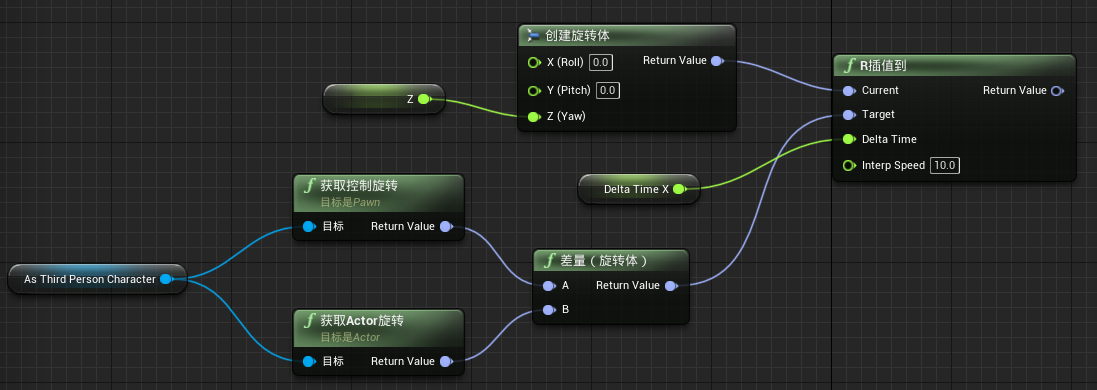 创建旋转体
X (Roll) 0.0 Return Value
Y (Pitch) 0.0
Z (Yaw)
Z
R插值到
Current Return Value
Target
Delta Time
Interp Speed 10.0
Delta Time X
获取控制旋转
目标是Pawn
目标 Return Value
As Third Person Character
差量（旋转体）
A Return Value
B
获取Actor旋转
目标是Actor
目标 Return Value